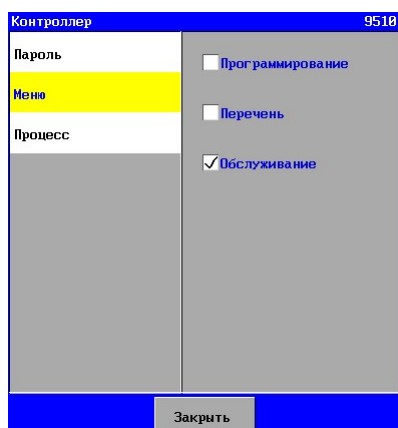 Контроллер 9510
Пароль
Меню
Процесс
Программирование
Перечень
Обслуживание
Закрыть